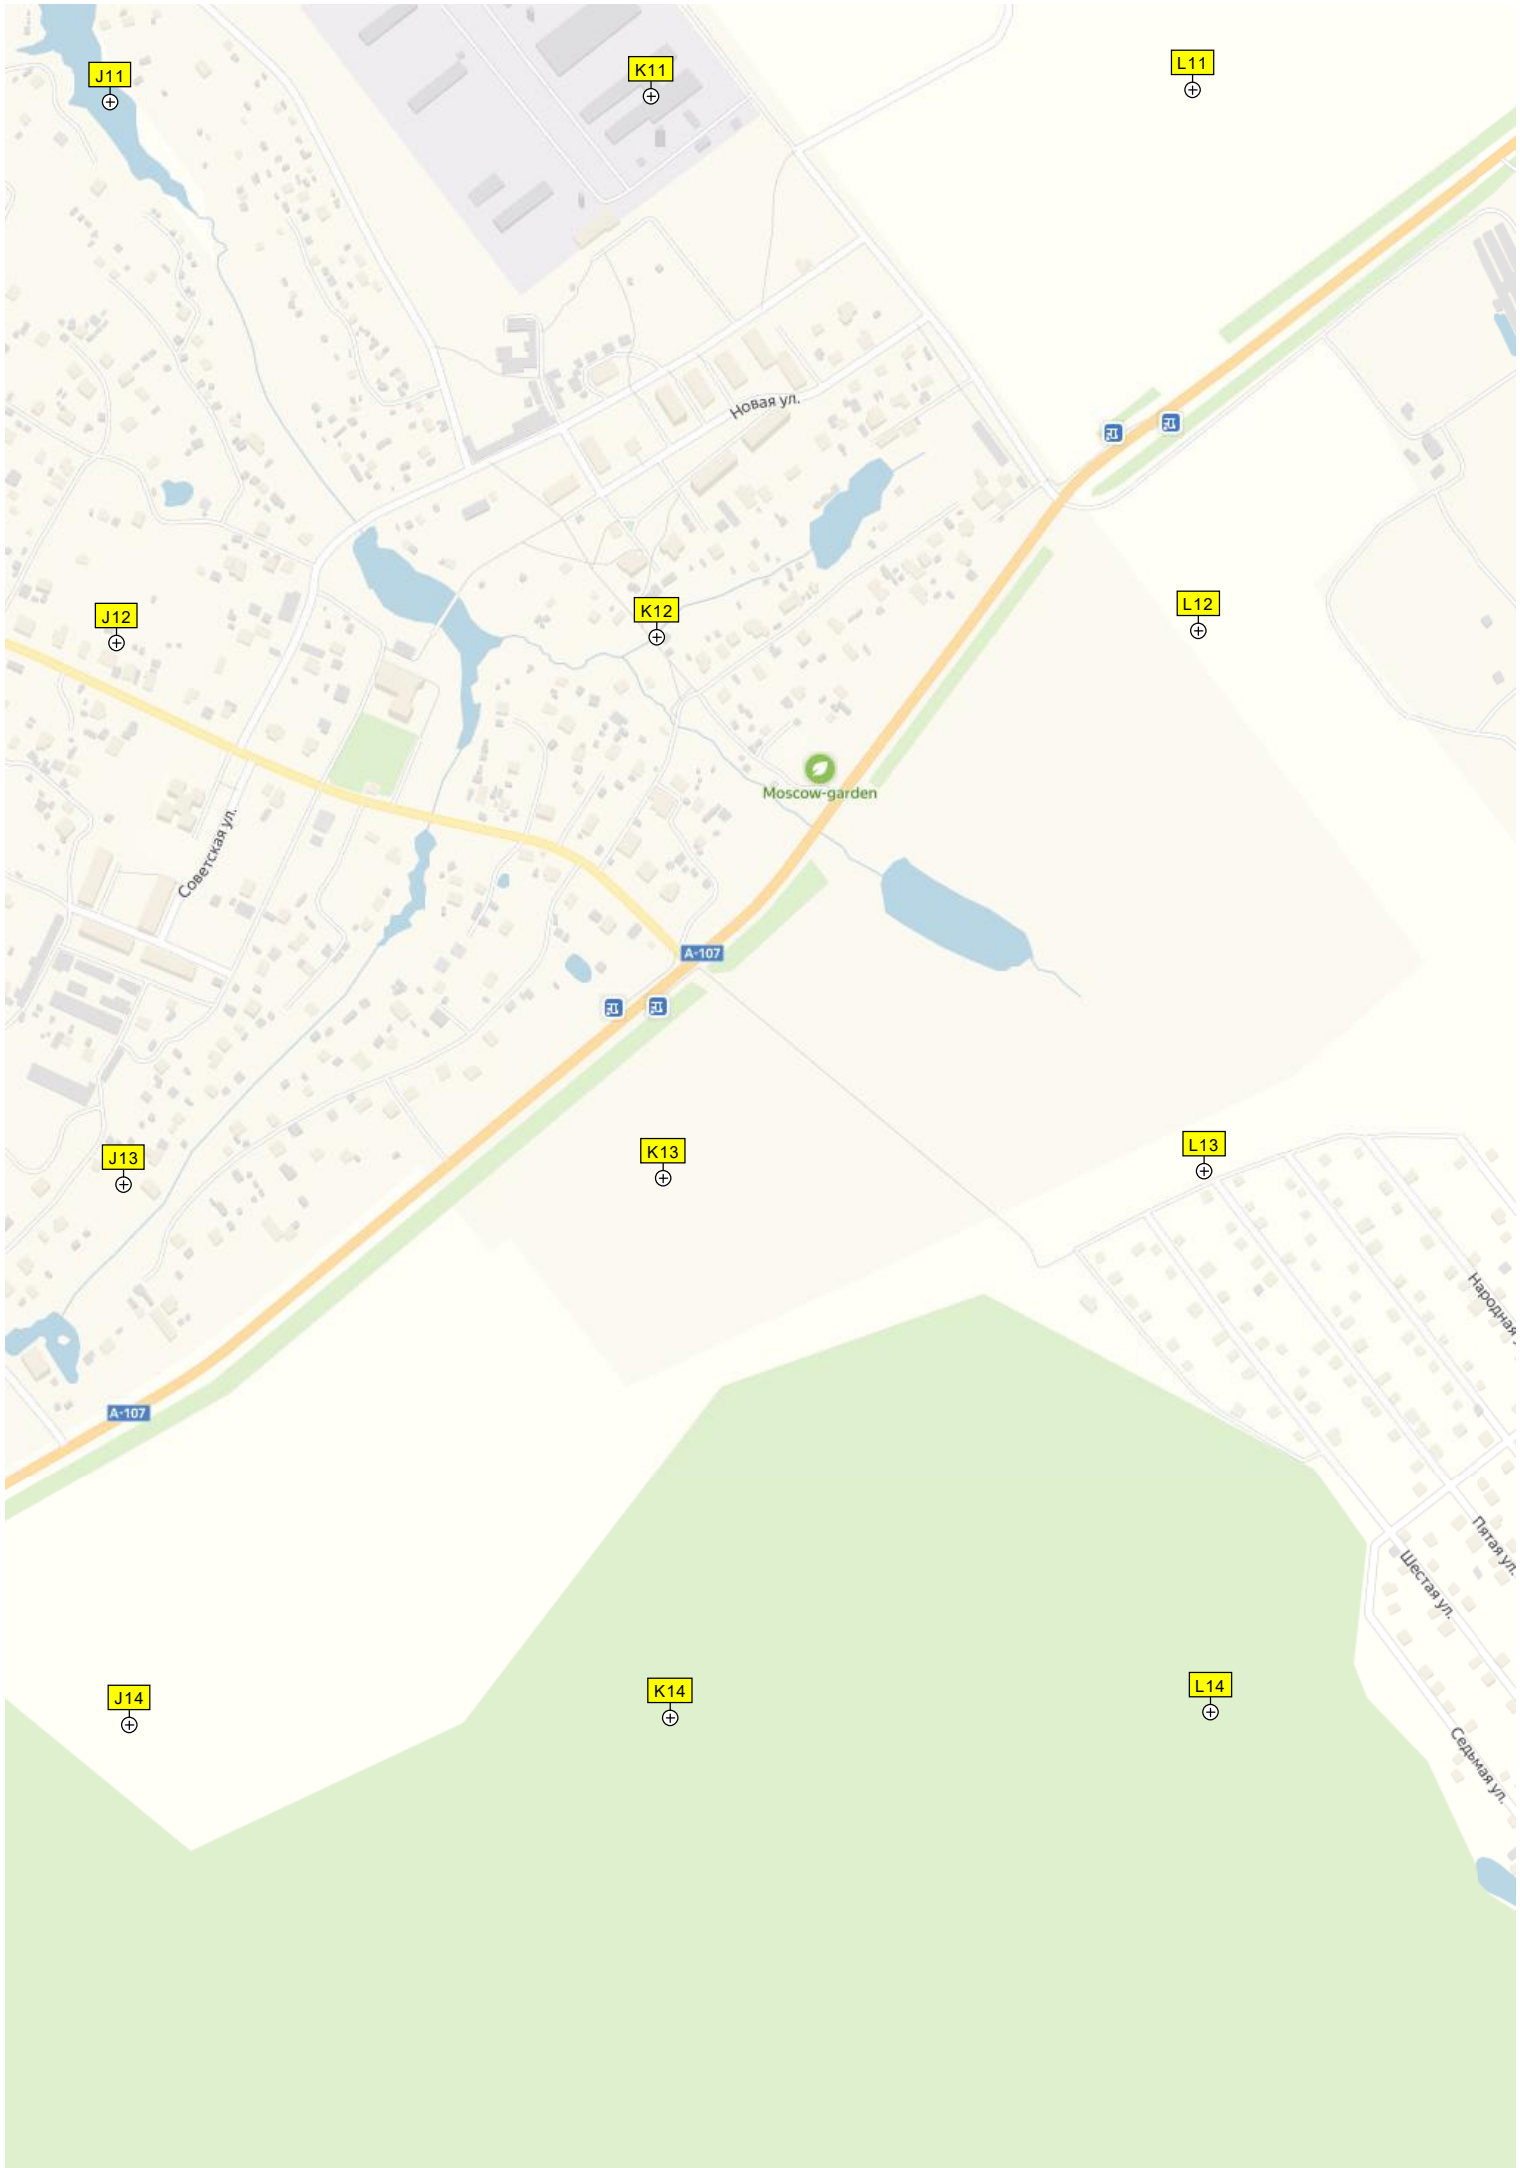 L11
K11
J11
Новая ул.
L12
K12
J12
Moscow-garden
Советская ул.
A-107
L13
K13
J13
Народная
A-107
Пятая ул.
Шестая ул.
L14
K14
J14
Седьмая ул.